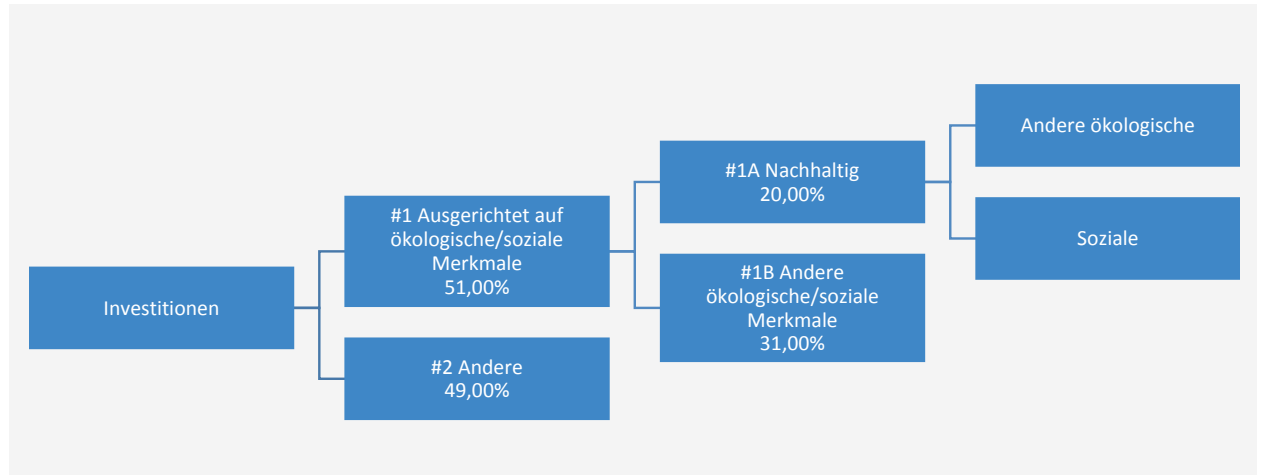 Investitionen
#1 Ausgerichtet auf
ökologische/soziale
Merkmale
51,00%
#2 Andere
49,00%
#1A Nachhaltig
20,00%
#1B Andere
ökologische/soziale
Merkmale
31,00%
Andere ökologische
Soziale